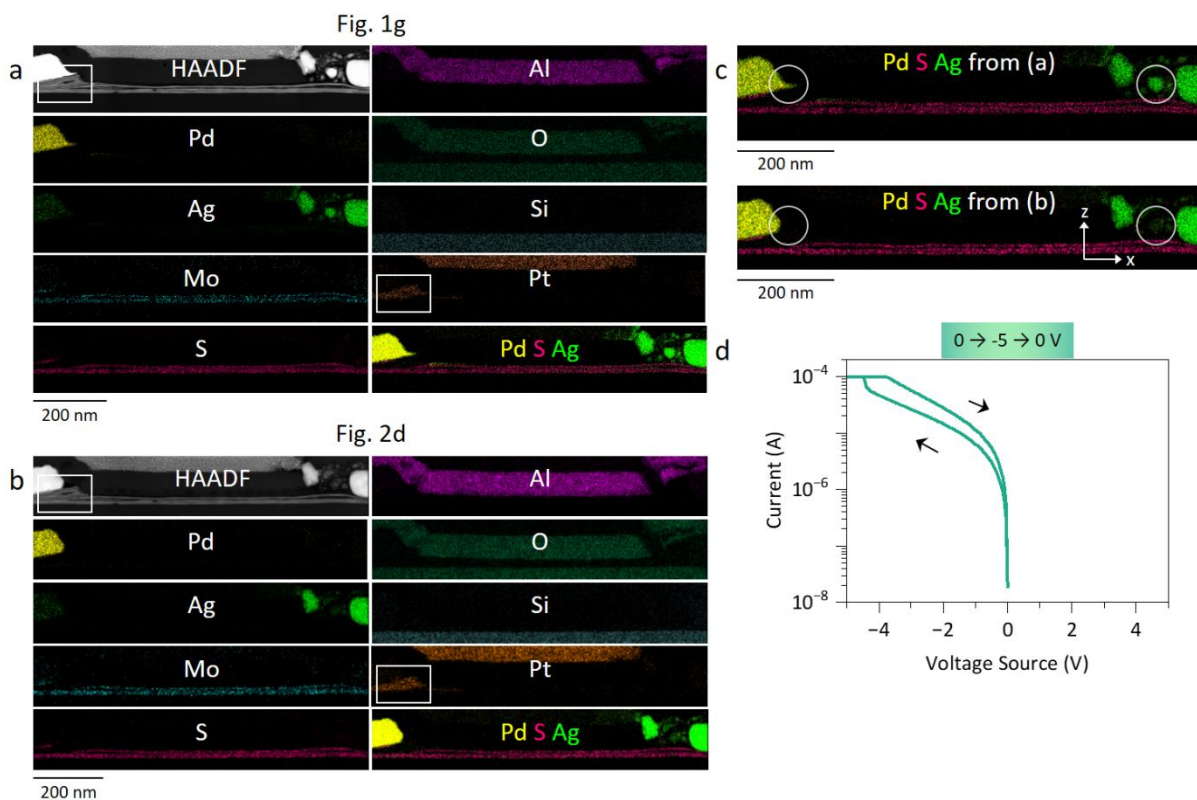 Fig. 1g
a
HAADF
Al
Pd
O
Ag
Si
Mo
Pt
S
Pd S Ag
200 nm
Fig. 2d
b
HAADF
Al
Pd
O
Ag
Si
Mo
Pt
S
Pd S Ag
200 nm
c
Pd S Ag from (a)
200 nm
Pd S Ag from (b)
z
x
200 nm
d
0 → -5 → 0 V
10⁻⁴
10⁻⁶
10⁻⁸
Current (A)
−4 −2 0 2 4
Voltage Source (V)